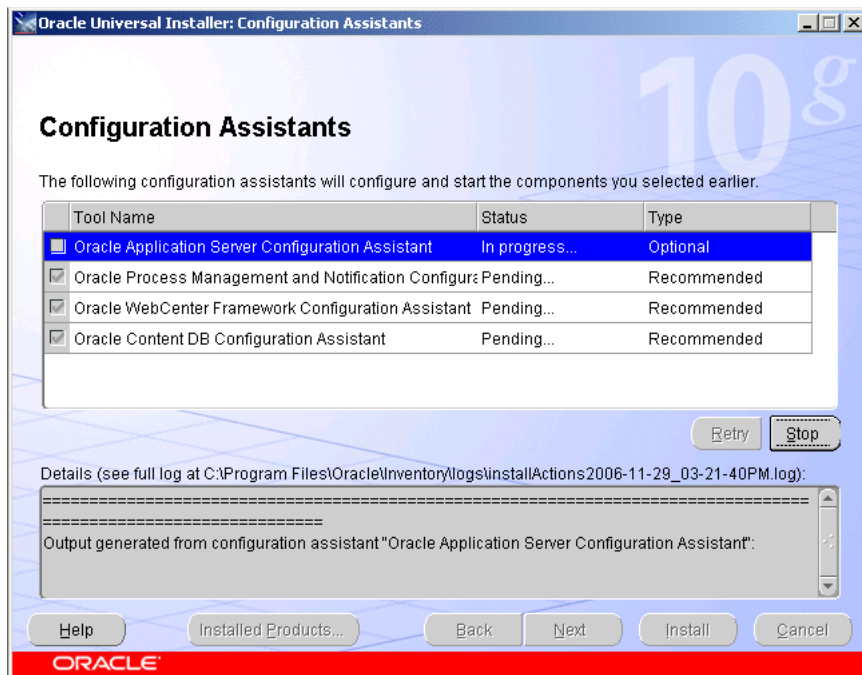 Oracle Universal Installer: Configuration Assistants
10g
Configuration Assistants
The following configuration assistants will configure and start the components you selected earlier.
Tool Name Status Type
Oracle Application Server Configuration Assistant In progress... Optional
Oracle Process Management and Notification Configura Pending... Recommended
Oracle WebCenter Framework Configuration Assistant Pending... Recommended
Oracle Content DB Configuration Assistant Pending... Recommended
Retry Stop
Details (see full log at C:\Program Files\Oracle\Inventory\logs\installActions2006-11-29_03-21-40PM.log):
==================================================================================
==============================
Output generated from configuration assistant "Oracle Application Server Configuration Assistant":
Help Installed Products... Back Next Install Cancel
ORACLE